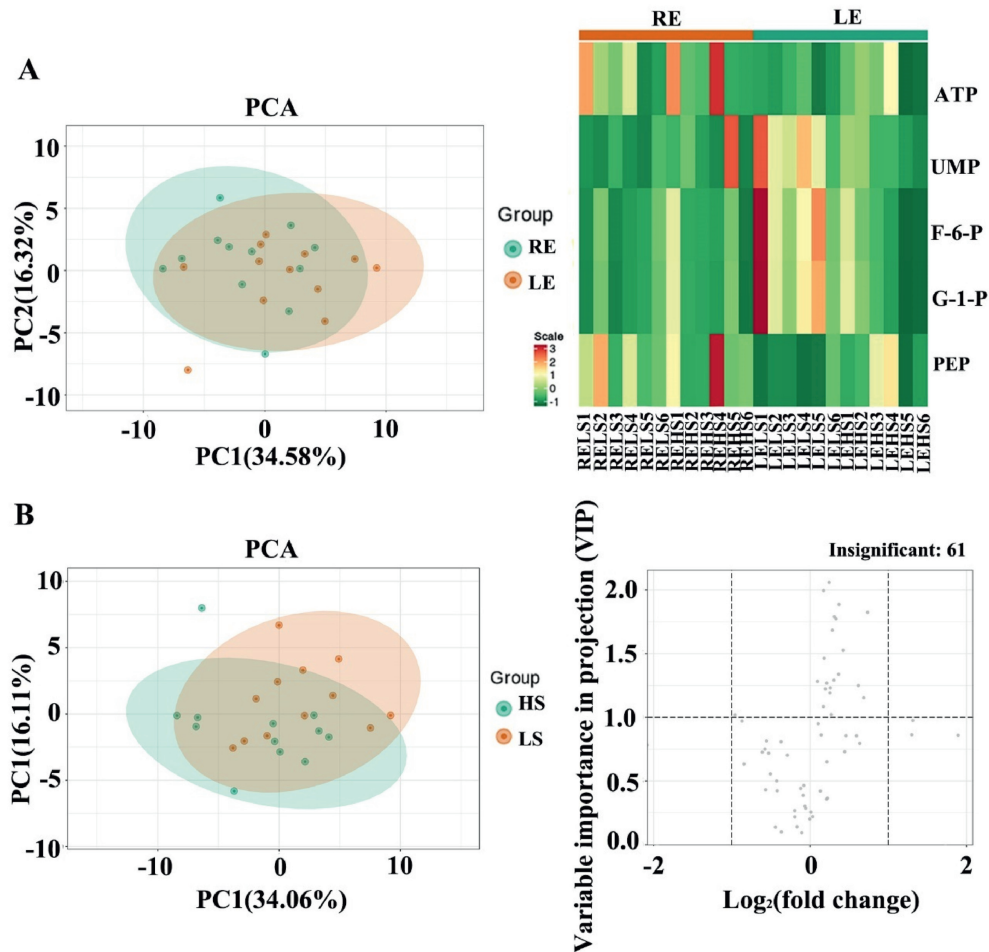 A
PCA
10
5
0
-5
-10
PC2(16.32%)
-10
0
10
PC1(34.58%)
Group
RE
LE
RE
LE
ATP
UMP
F-6-P
G-1-P
PEP
Scale
3
2
1
0
-1
RELS1
RELS2
RELS3
RELS4
RELS5
RELS6
REHS1
REHS2
REHS3
REHS4
REHS5
REHS6
LELS1
LELS2
LELS3
LELS4
LELS5
LELS6
LEHS1
LEHS2
LEHS3
LEHS4
LEHS5
LEHS6
B
PCA
10
5
0
-5
-10
PC1(16.11%)
-10
0
10
PC1(34.06%)
Group
HS
LS
Insignificant: 61
Variable importance in projection (VIP)
2.0
1.5
1.0
0.5
0.0
-2
0
2
Log₂(fold change)